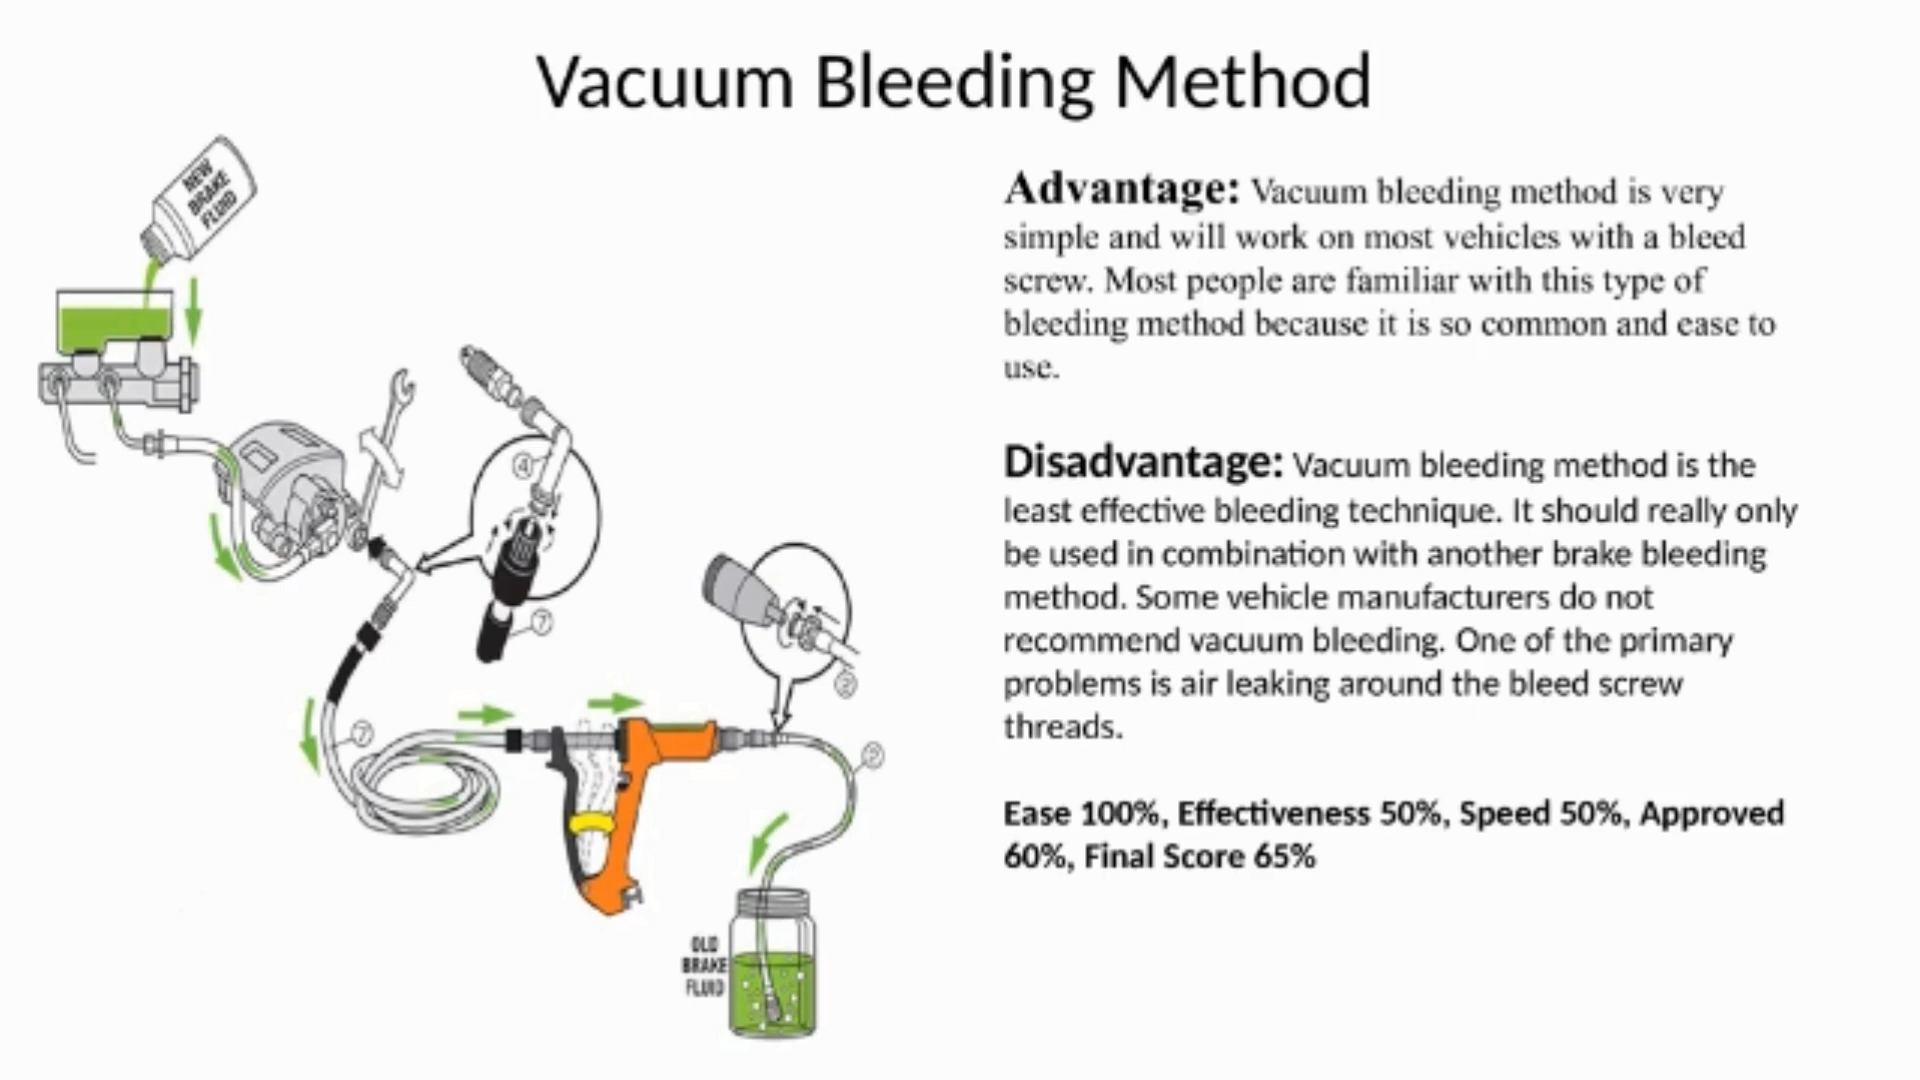 Vacuum Bleeding Method
NEW
BRAKE
FLUID
Advantage: Vacuum bleeding method is very
simple and will work on most vehicles with a bleed
screw. Most people are familiar with this type of
bleeding method because it is so common and ease to
use.
Disadvantage: Vacuum bleeding method is the
least effective bleeding technique. It should really only
be used in combination with another brake bleeding
method. Some vehicle manufacturers do not
recommend vacuum bleeding. One of the primary
problems is air leaking around the bleed screw
threads.
Ease 100%, Effectiveness 50%, Speed 50%, Approved
60%, Final Score 65%
4
7
2
7
2
OLD
BRAKE
FLUID